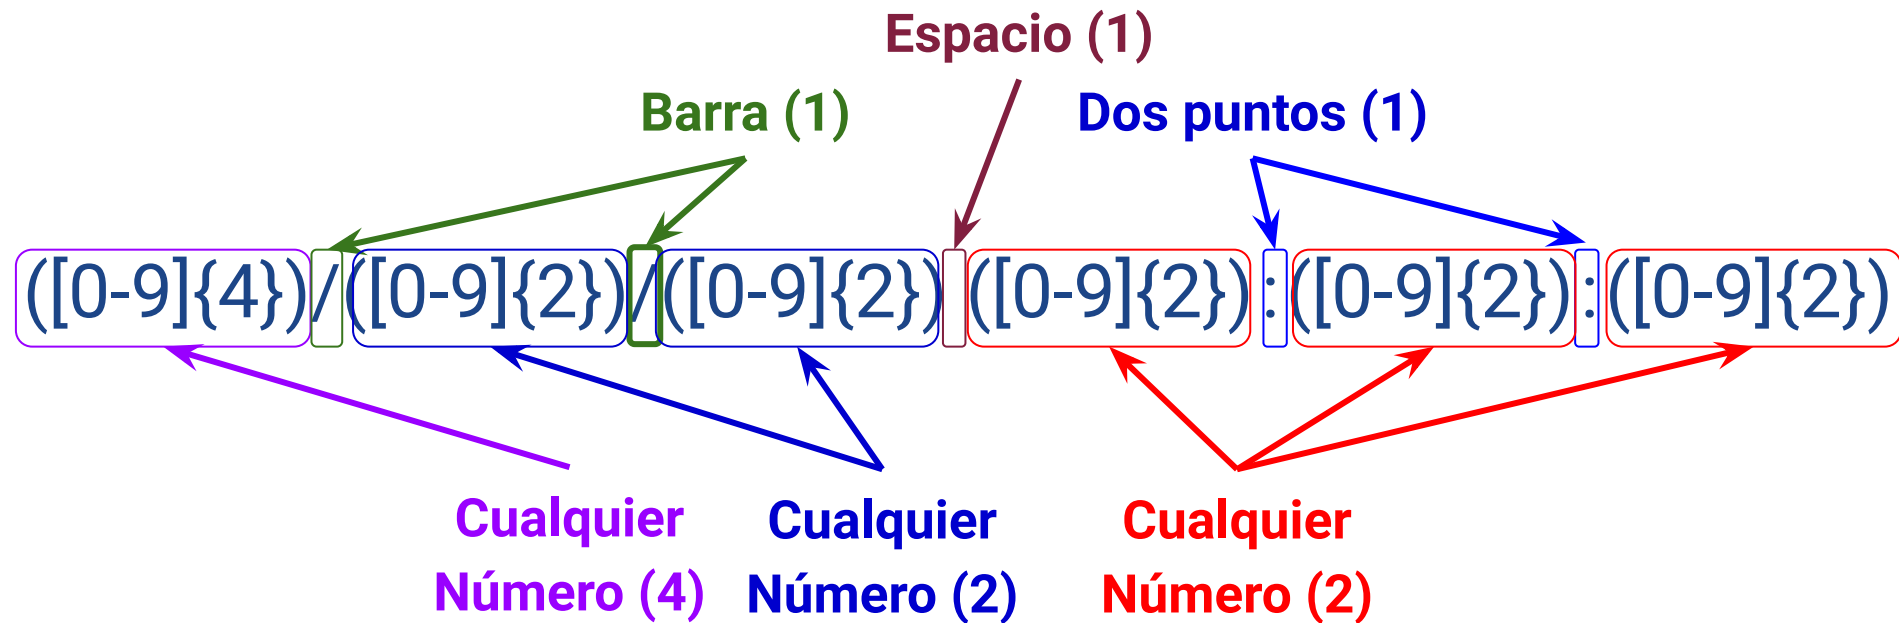 Espacio (1)
Barra (1) Dos puntos (1)
([0-9]{4})/([0-9]{2})/([0-9]{2}) ([0-9]{2}):([0-9]{2}):([0-9]{2})
Cualquier Cualquier Cualquier
Número (4) Número (2) Número (2)